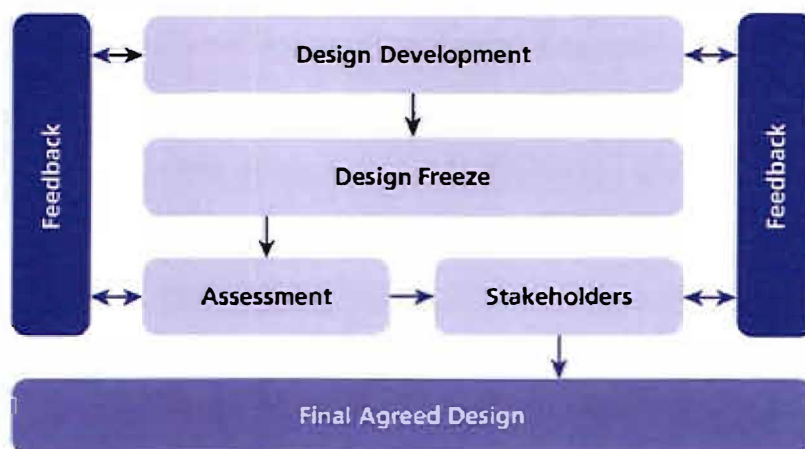 Design Development
Feedback
Design Freeze
Feedback
Assessment
Stakeholders
Final Agreed Design